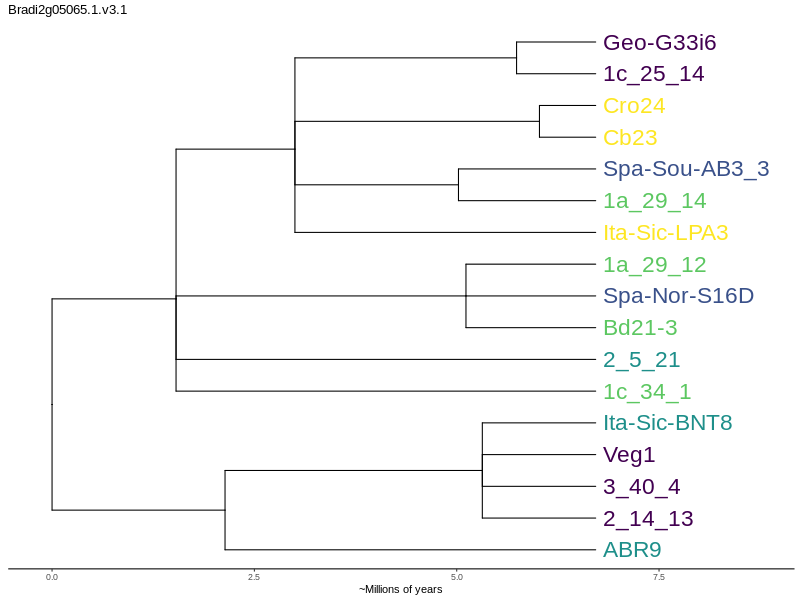 Bradi2g05065.1.v3.1
Geo-G33i6
1c_25_14
Cro24
Cb23
Spa-Sou-AB3_3
1a_29_14
Ita-Sic-LPA3
1a_29_12
Spa-Nor-S16D
Bd21-3
2_5_21
1c_34_1
Ita-Sic-BNT8
Veg1
3_40_4
2_14_13
ABR9
0.0 2.5 5.0 7.5
~Millions of years